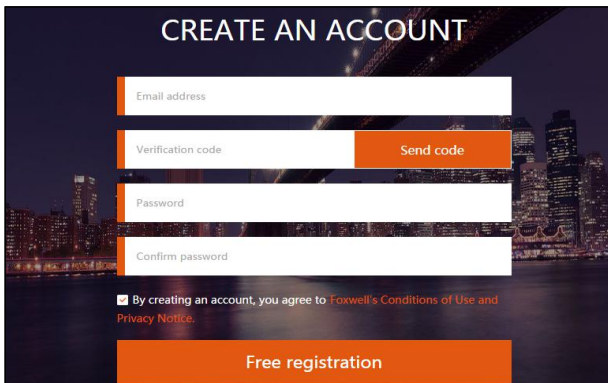 CREATE AN ACCOUNT
Email address
Verification code
Send code
Password
Confirm password
By creating an account, you agree to Foxwell's Conditions of Use and
Privacy Notice.
Free registration